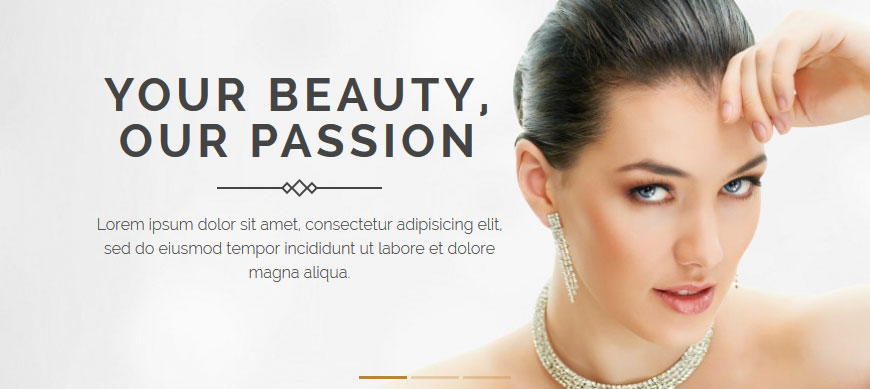 YOUR BEAUTY,
OUR PASSION
Lorem ipsum dolor sit amet, consectetur adipisicing elit,
sed do eiusmod tempor incididunt ut labore et dolore
magna aliqua.